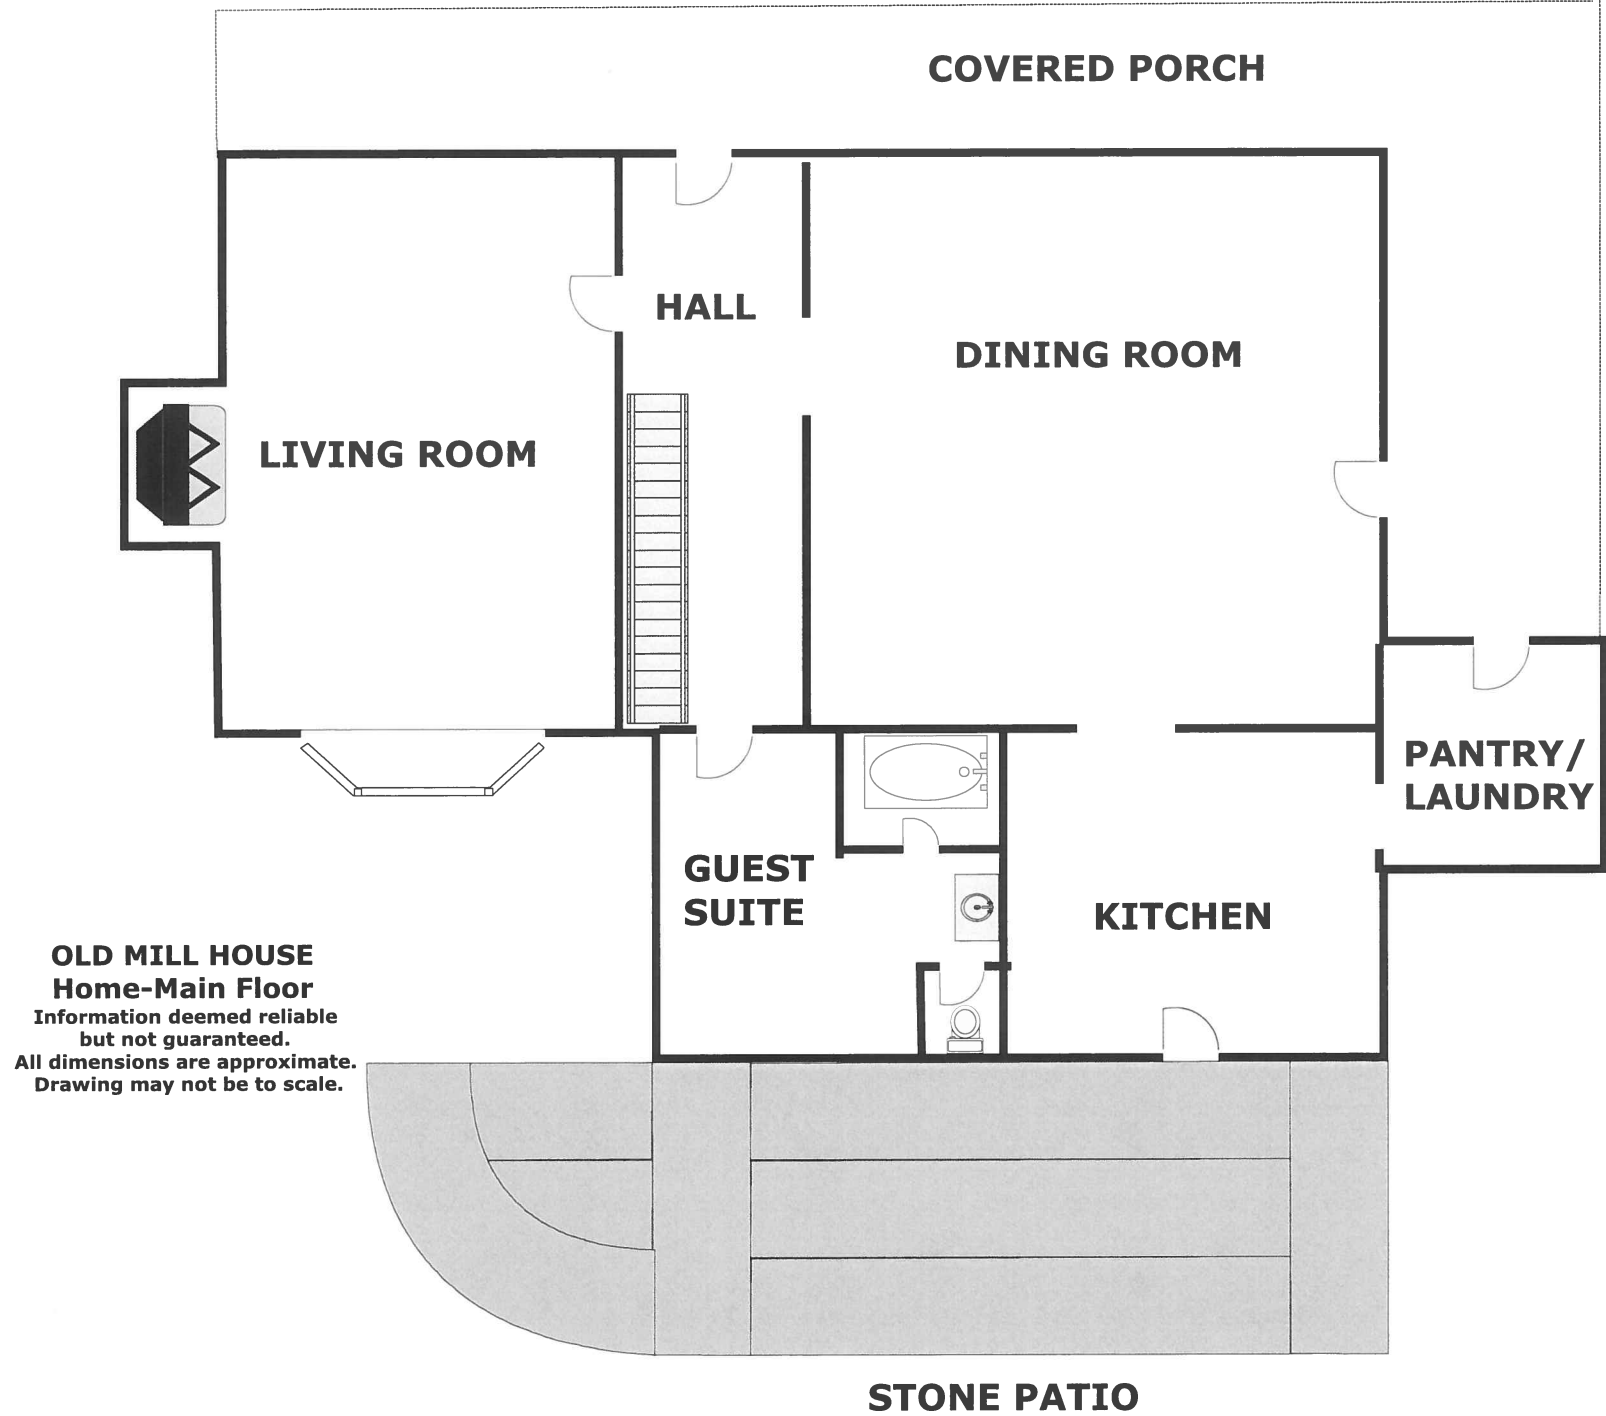 COVERED PORCH
HALL
DINING ROOM
LIVING ROOM
PANTRY/
LAUNDRY
GUEST
SUITE
KITCHEN
OLD MILL HOUSE
Home-Main Floor
Information deemed reliable
but not guaranteed.
All dimensions are approximate.
Drawing may not be to scale.
STONE PATIO